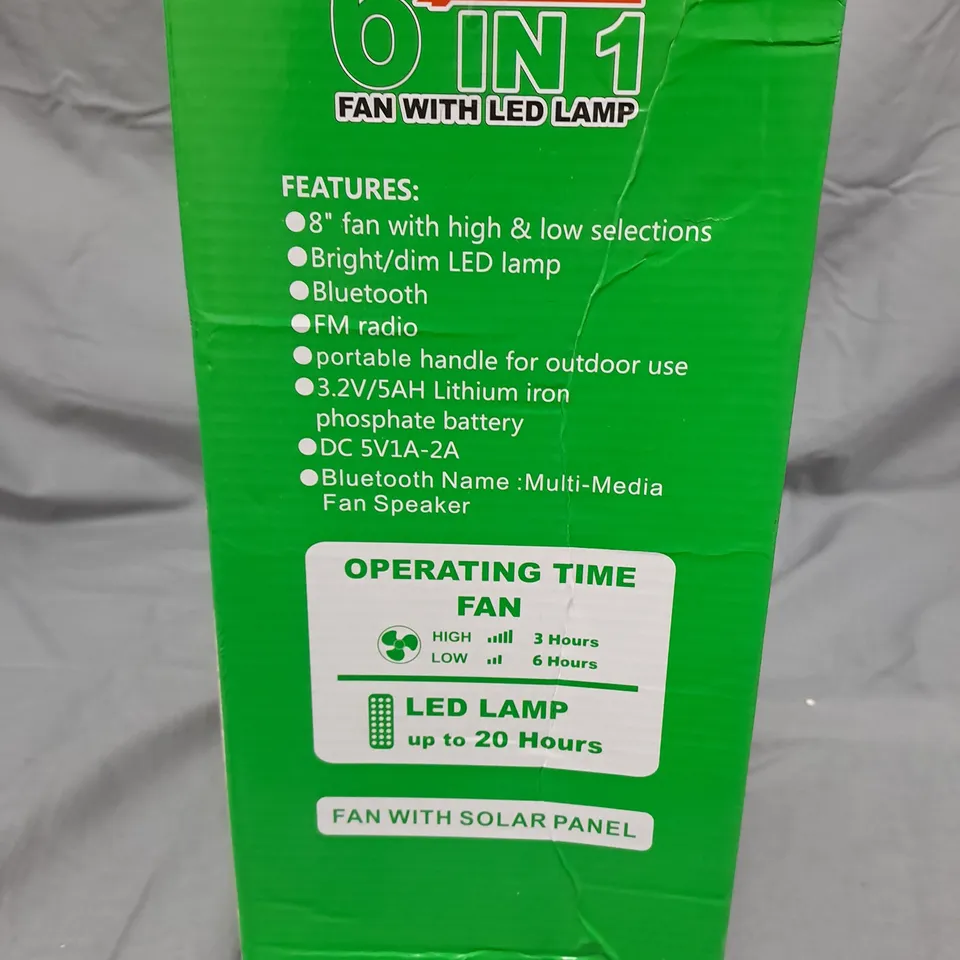 6 IN 1
FAN WITH LED LAMP
FEATURES:
●8" fan with high & low selections
●Bright/dim LED lamp
●Bluetooth
●FM radio
●portable handle for outdoor use
●3.2V/5AH Lithium iron
phosphate battery
●DC 5V1A-2A
●Bluetooth Name :Multi-Media
Fan Speaker
OPERATING TIME
FAN
HIGH 3 Hours
LOW 6 Hours
LED LAMP
up to 20 Hours
FAN WITH SOLAR PANEL